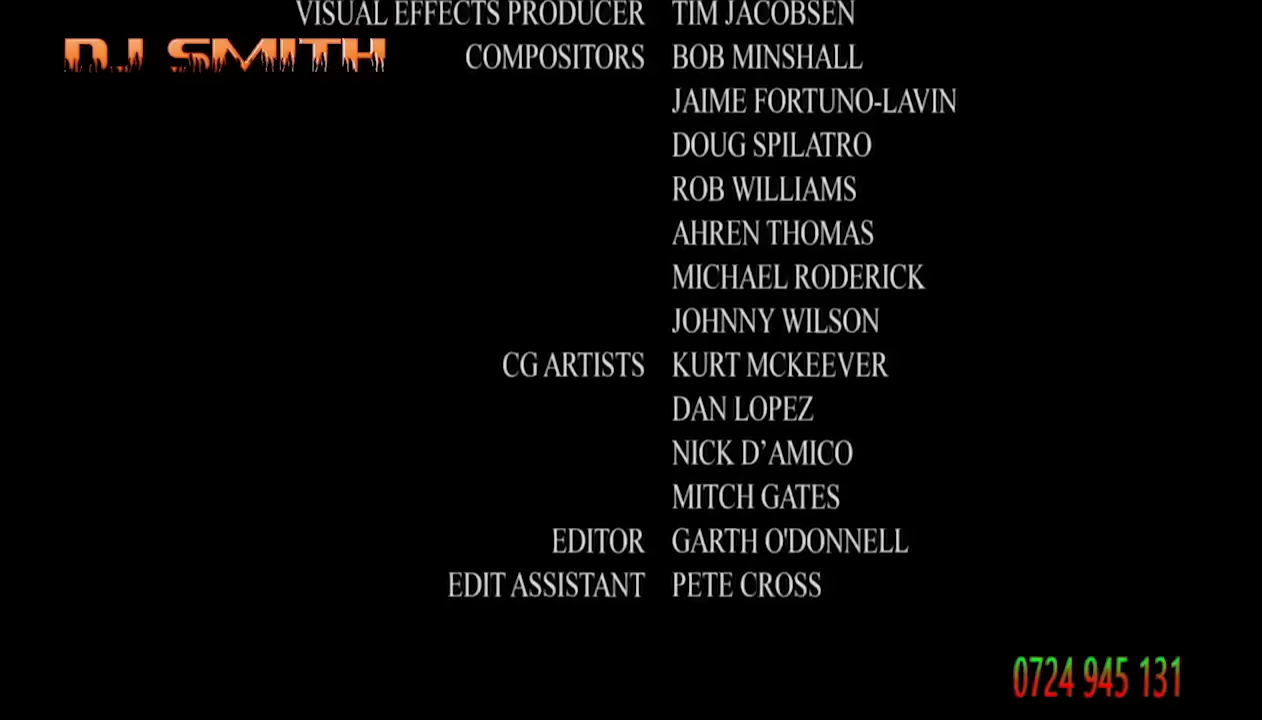 VISUAL EFFECTS PRODUCER TIM JACOBSEN
DJ SMITH
COMPOSITORS BOB MINSHALL
JAIME FORTUNO-LAVIN
DOUG SPILATRO
ROB WILLIAMS
AHREN THOMAS
MICHAEL RODERICK
JOHNNY WILSON
CG ARTISTS KURT MCKEEVER
DAN LOPEZ
NICK D’AMICO
MITCH GATES
EDITOR GARTH O'DONNELL
EDIT ASSISTANT PETE CROSS
0724 945 131